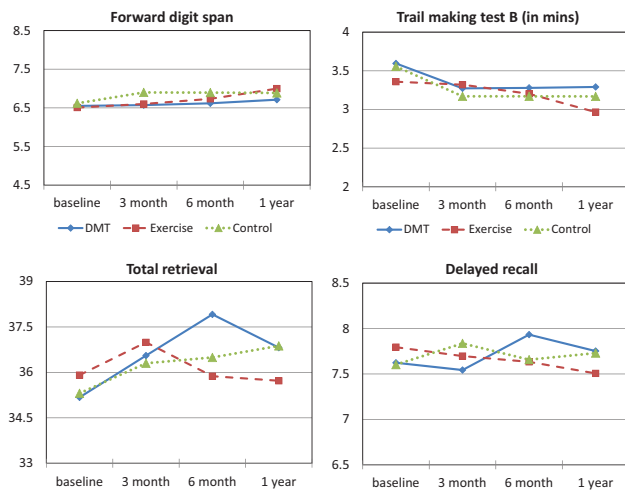 Forward digit span
8.5
7.5
6.5
5.5
4.5
baseline 3 month 6 month 1 year
DMT Exercise Control
Trail making test B (in mins)
4
3.5
3
2.5
2
baseline 3 month 6 month 1 year
DMT Exercise Control
Total retrieval
39
37.5
36
34.5
33
baseline 3 month 6 month 1 year
Delayed recall
8.5
8
7.5
7
6.5
baseline 3 month 6 month 1 year